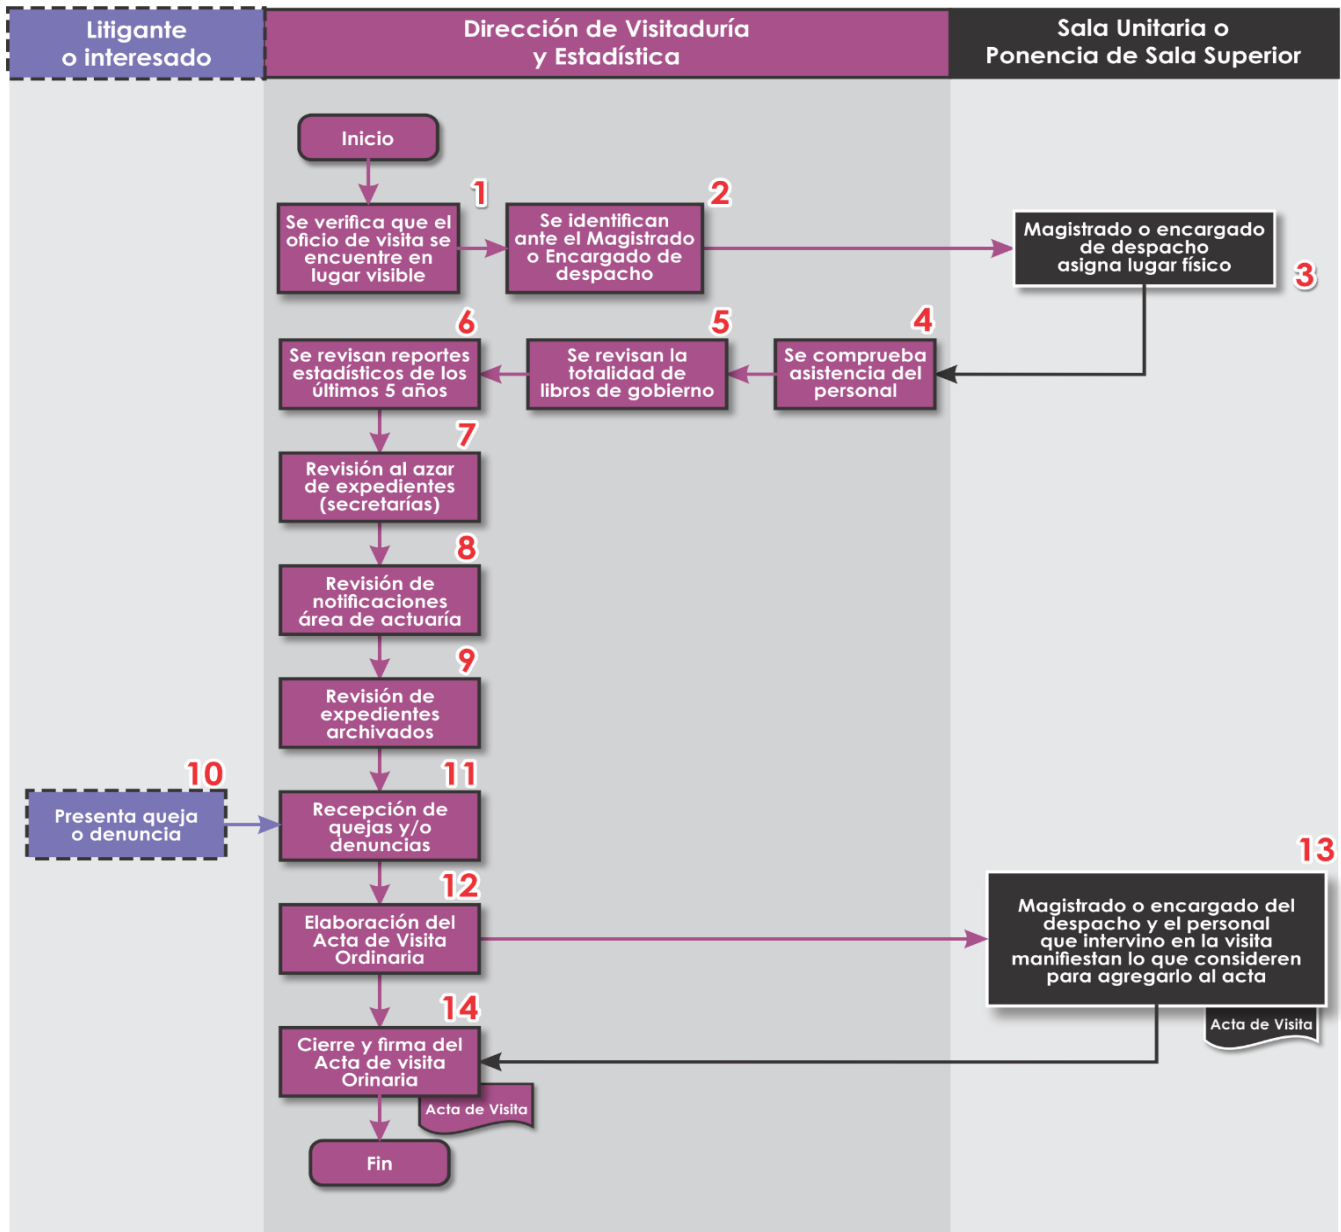 Litigante
o interesado
Dirección de Visitaduría
y Estadística
Sala Unitaria o
Ponencia de Sala Superior
Inicio
1
Se verifica que el
oficio de visita se
encuentre en
lugar visible
2
Se identifican
ante el Magistrado
o Encargado de
despacho
Magistrado o encargado
de despacho
asigna lugar físico
3
4
Se comprueba
asistencia del
personal
5
Se revisan la
totalidad de
libros de gobierno
6
Se revisan reportes
estadísticos de los
últimos 5 años
7
Revisión al azar
de expedientes
(secretarías)
8
Revisión de
notificaciones
área de actuaría
9
Revisión de
expedientes
archivados
10
Presenta queja
o denuncia
11
Recepción de
quejas y/o
denuncias
12
Elaboración del
Acta de Visita
Ordinaria
13
Magistrado o encargado del
despacho y el personal
que intervino en la visita
manifiestan lo que consideren
para agregarlo al acta
Acta de Visita
14
Cierre y firma del
Acta de visita
Orinaria
Acta de Visita
Fin